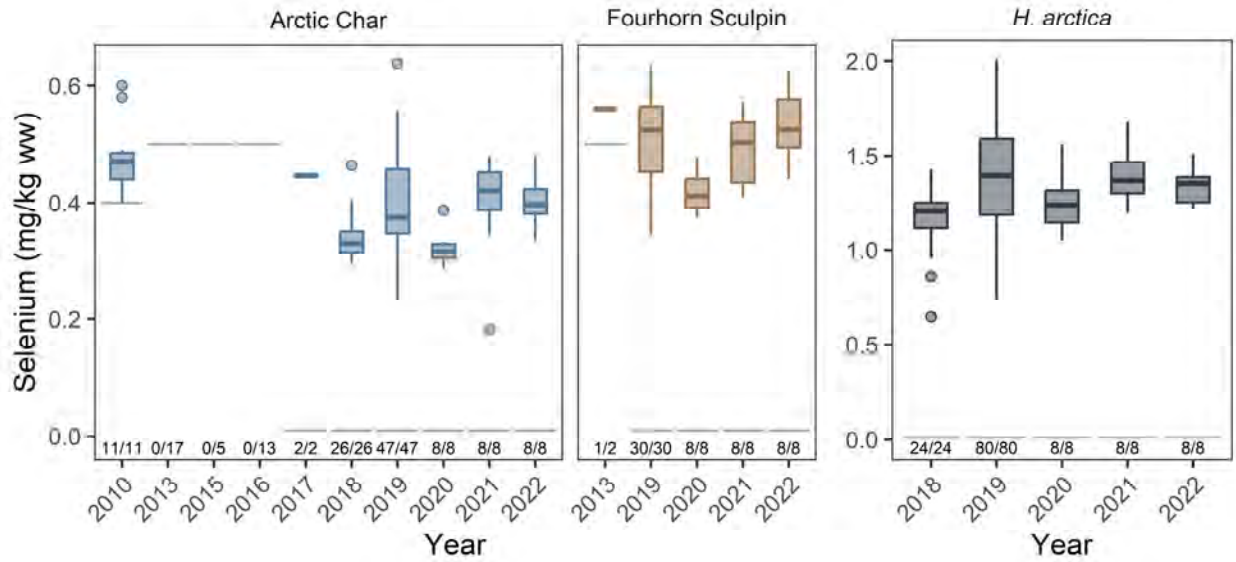 Arctic Char
Fourhorn Sculpin
H. arctica
Selenium (mg/kg ww)
0.6
0.4
0.2
0.0
2.0
1.5
1.0
0.5
0.0
11/11 0/17 0/5 0/13 2/2 26/26 47/47 8/8 8/8 8/8
1/2 30/30 8/8 8/8 8/8
24/24 80/80 8/8 8/8 8/8
2010 2013 2015 2016 2017 2018 2019 2020 2021 2022
2013 2019 2020 2021 2022
2018 2019 2020 2021 2022
Year
Year